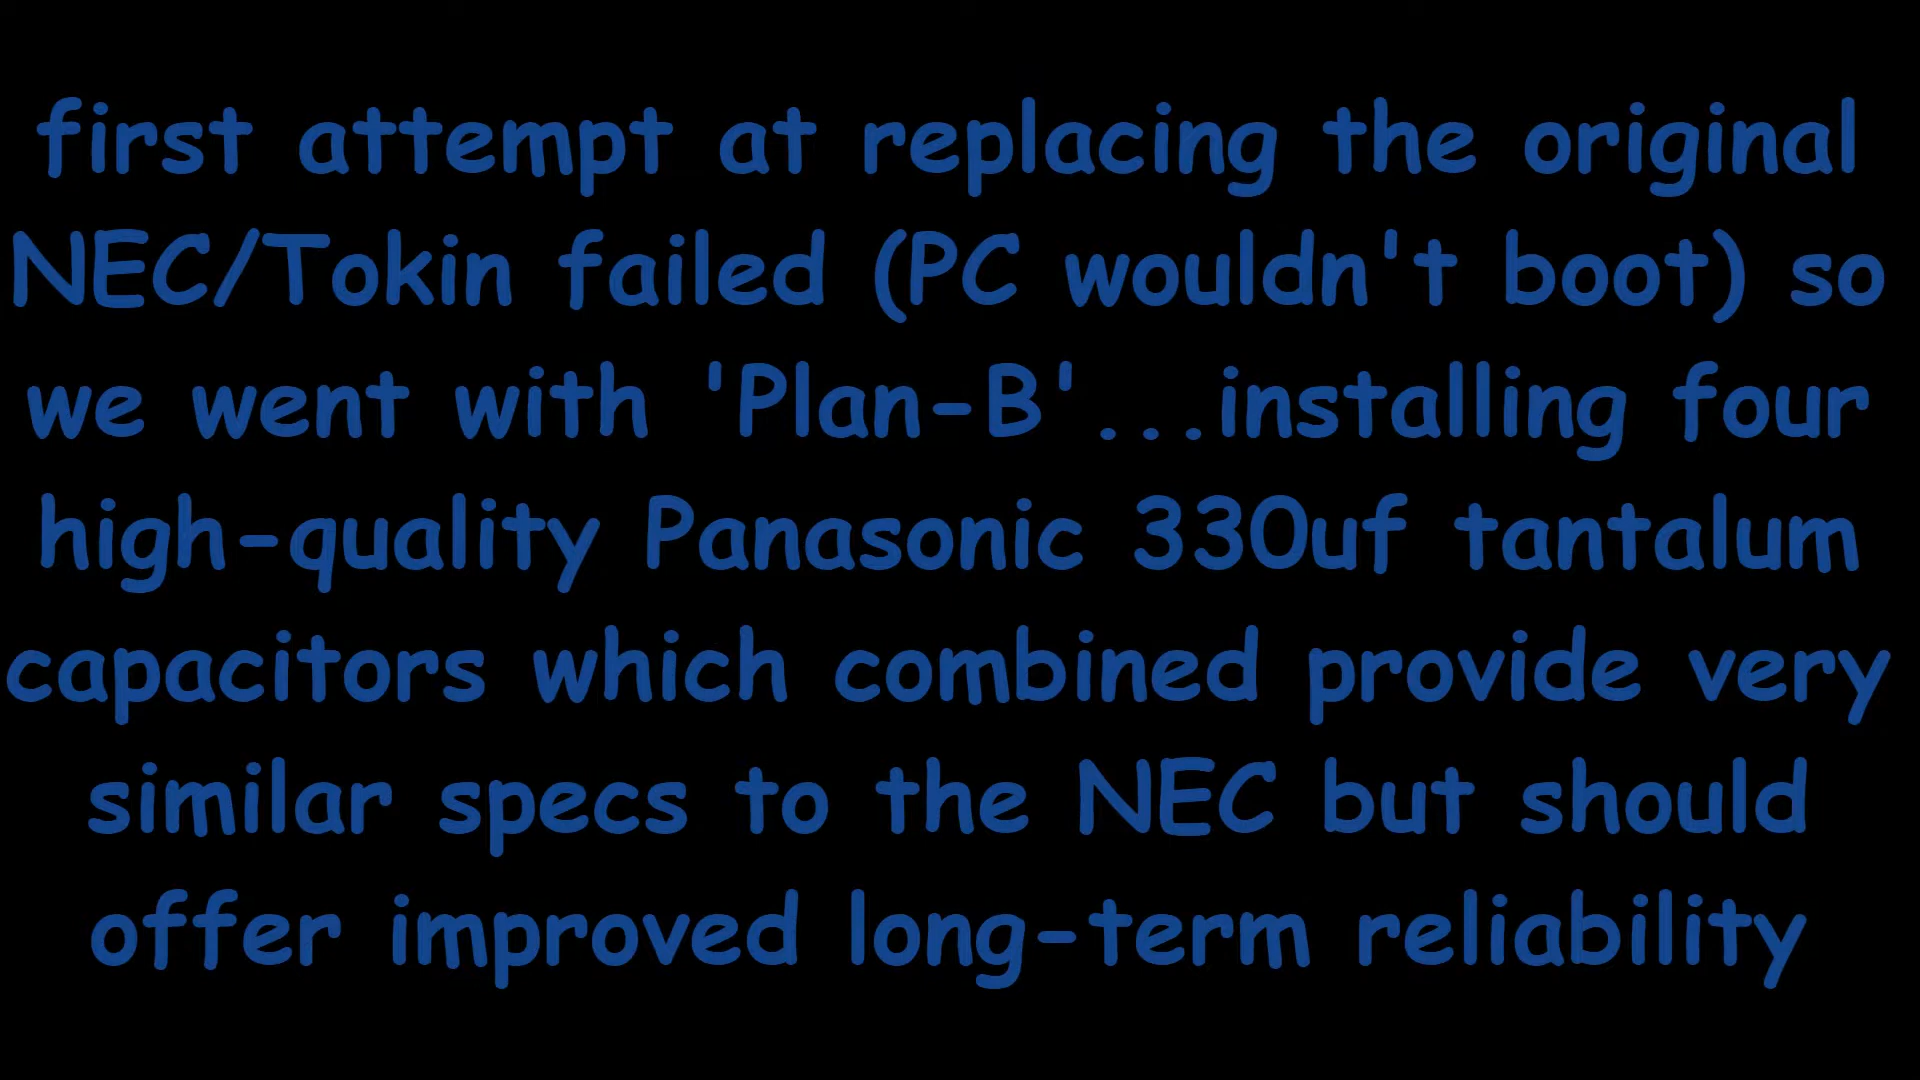 first attempt at replacing the original
NEC/Tokin failed (PC wouldn't boot) so
we went with 'Plan-B'...installing four
high-quality Panasonic 330uf tantalum
capacitors which combined provide very
similar specs to the NEC but should
offer improved long-term reliability